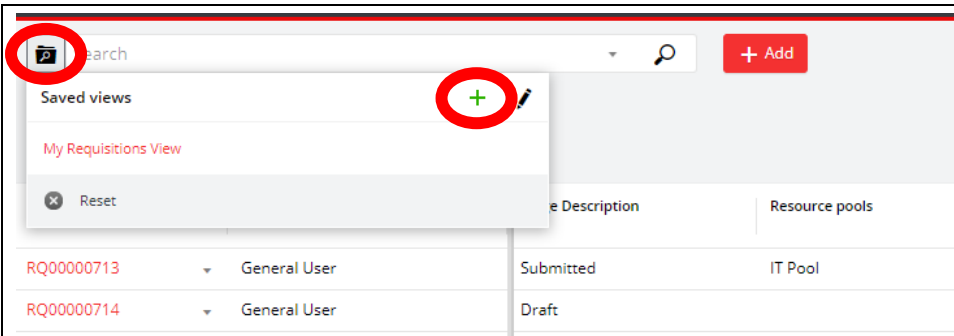 earch
+ Add
Saved views
My Requisitions View
Reset
e Description Resource pools
RQ00000713 General User Submitted IT Pool
RQ00000714 General User Draft